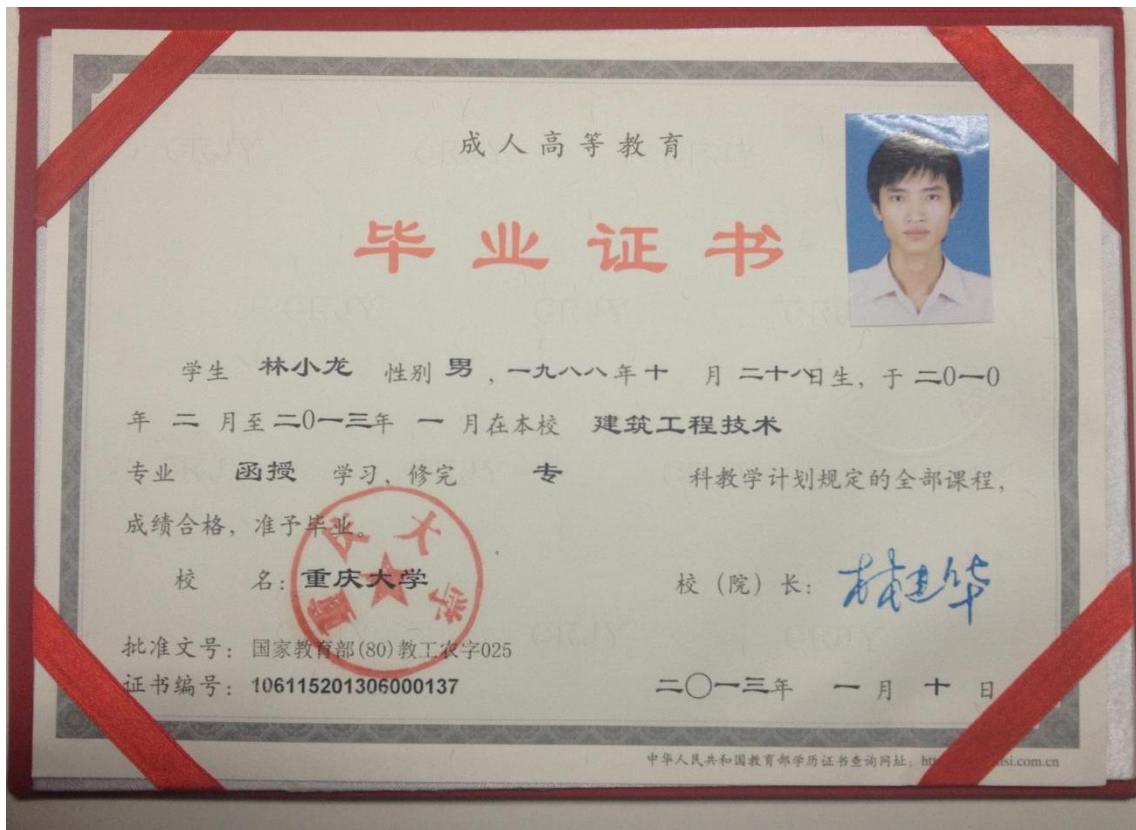 成人高等教育
毕业证书
学生 林小龙 性别 男 ，一九八八年 十 月 二十八日生，于 二0一0
年 二 月至 二0一三年 一 月在本校 建筑工程技术
专业 函授 学习、修完 专 科教学计划规定的全部课程，
成绩合格，准予毕业。
校 名：重庆大学 校（院）长：
重庆大学
批准文号：国家教育部(80)教工农字025
证书编号：106115201306000137 二〇一三年 一 月 十 日
中华人民共和国教育部学历证书查询网址：